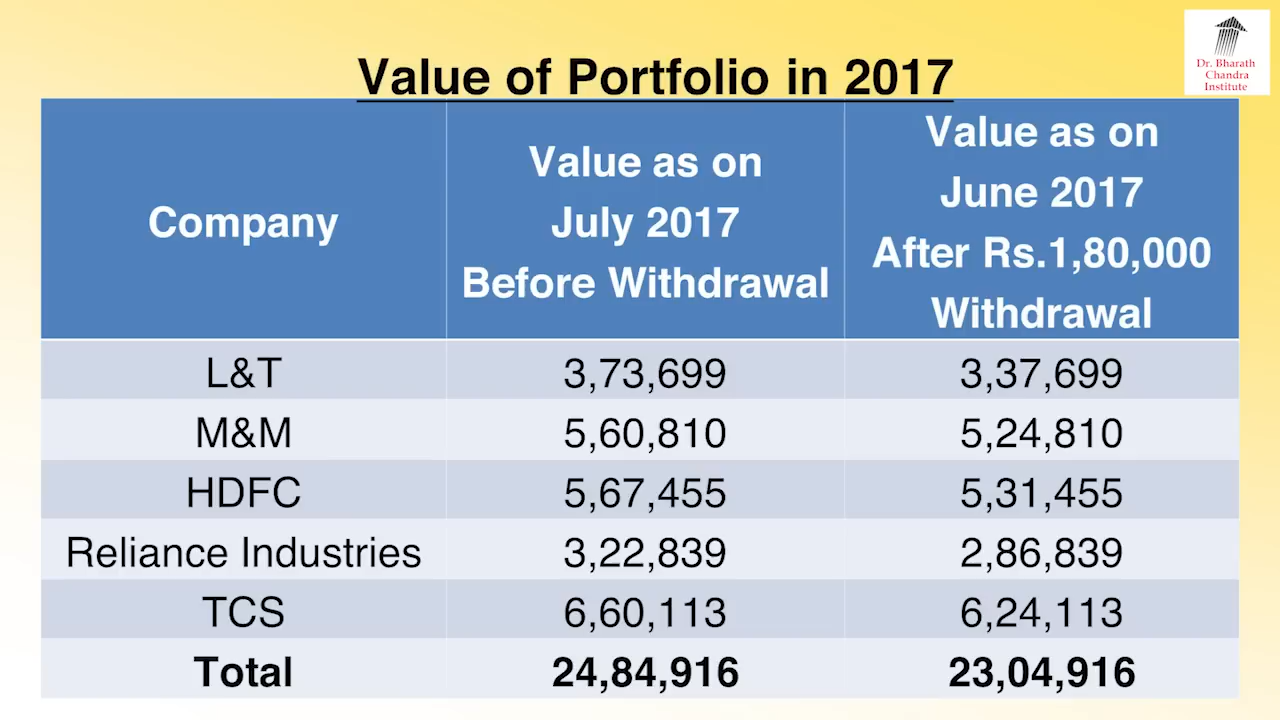 Dr. Bharath
Chandra
Institute
Value of Portfolio in 2017
Company
Value as on
July 2017
Before Withdrawal
Value as on
June 2017
After Rs.1,80,000
Withdrawal
L&T 3,73,699 3,37,699
M&M 5,60,810 5,24,810
HDFC 5,67,455 5,31,455
Reliance Industries 3,22,839 2,86,839
TCS 6,60,113 6,24,113
Total 24,84,916 23,04,916